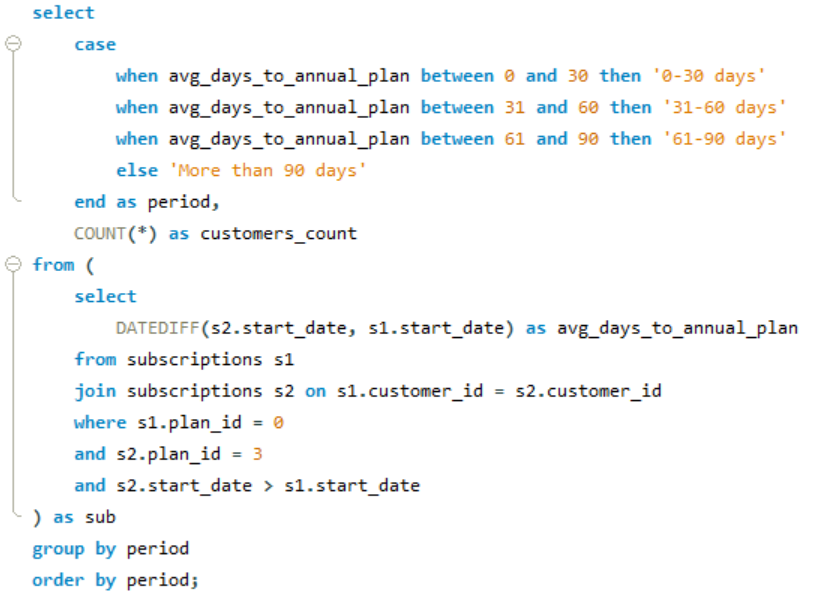 select
case
when avg_days_to_annual_plan between 0 and 30 then '0-30 days'
when avg_days_to_annual_plan between 31 and 60 then '31-60 days'
when avg_days_to_annual_plan between 61 and 90 then '61-90 days'
else 'More than 90 days'
end as period,
COUNT(*) as customers_count
from (
select
DATEDIFF(s2.start_date, s1.start_date) as avg_days_to_annual_plan
from subscriptions s1
join subscriptions s2 on s1.customer_id = s2.customer_id
where s1.plan_id = 0
and s2.plan_id = 3
and s2.start_date > s1.start_date
) as sub
group by period
order by period;